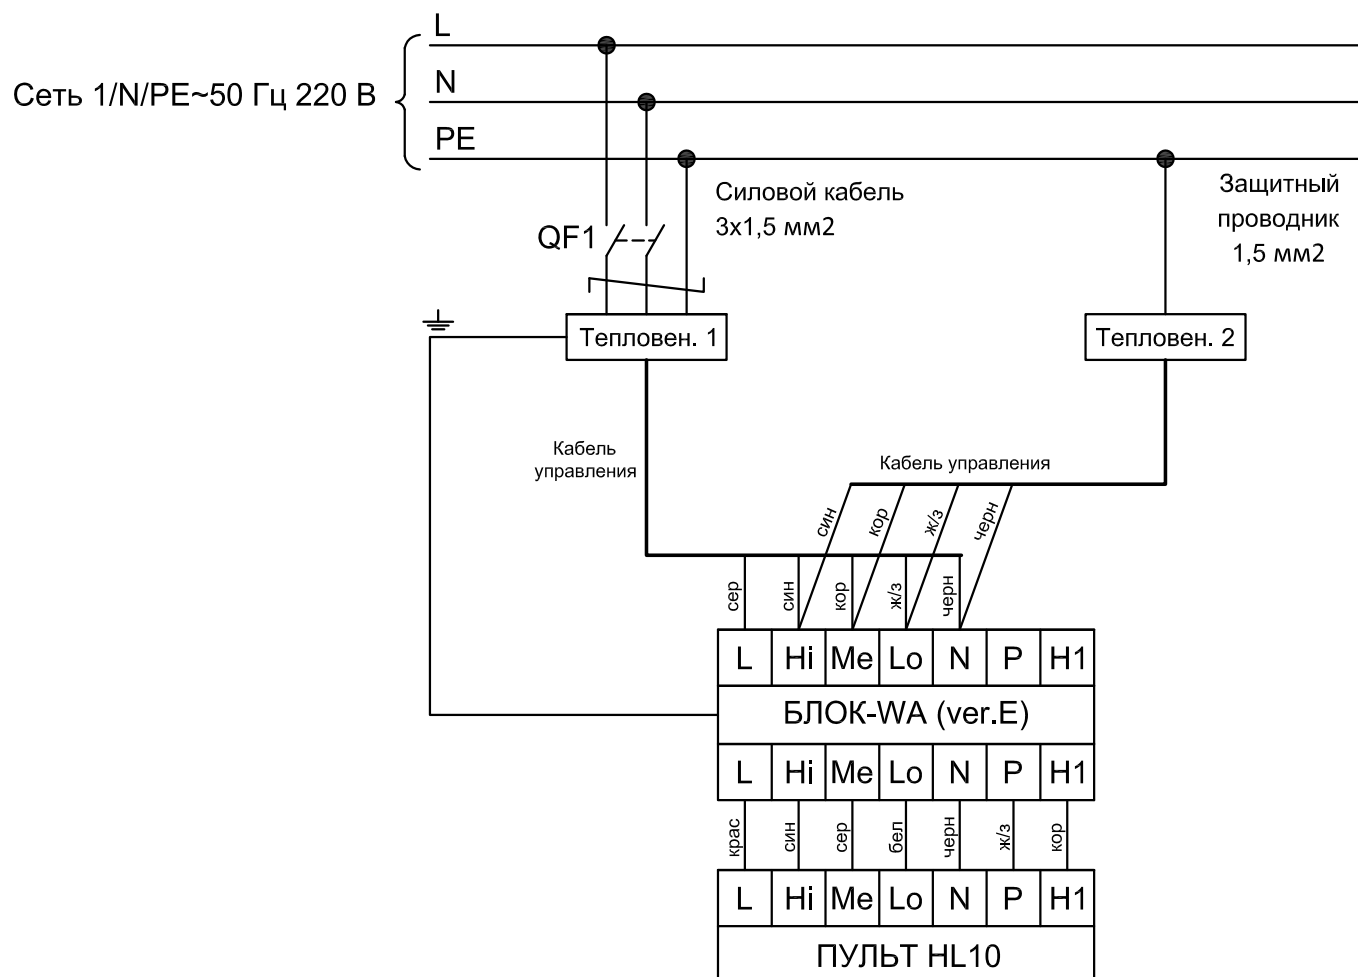 L
Сеть 1/N/PE~50 Гц 220 В
N
PE
Силовой кабель
3х1,5 мм2
Защитный
проводник
1,5 мм2
QF1
Тепловен. 1
Тепловен. 2
Кабель
управления
Кабель управления
син кор ж/з черн
сер син кор ж/з черн
L Hi Me Lo N P H1
БЛОК-WA (ver.E)
L Hi Me Lo N P H1
крас син сер бел черн ж/з кор
L Hi Me Lo N P H1
ПУЛЬТ HL10